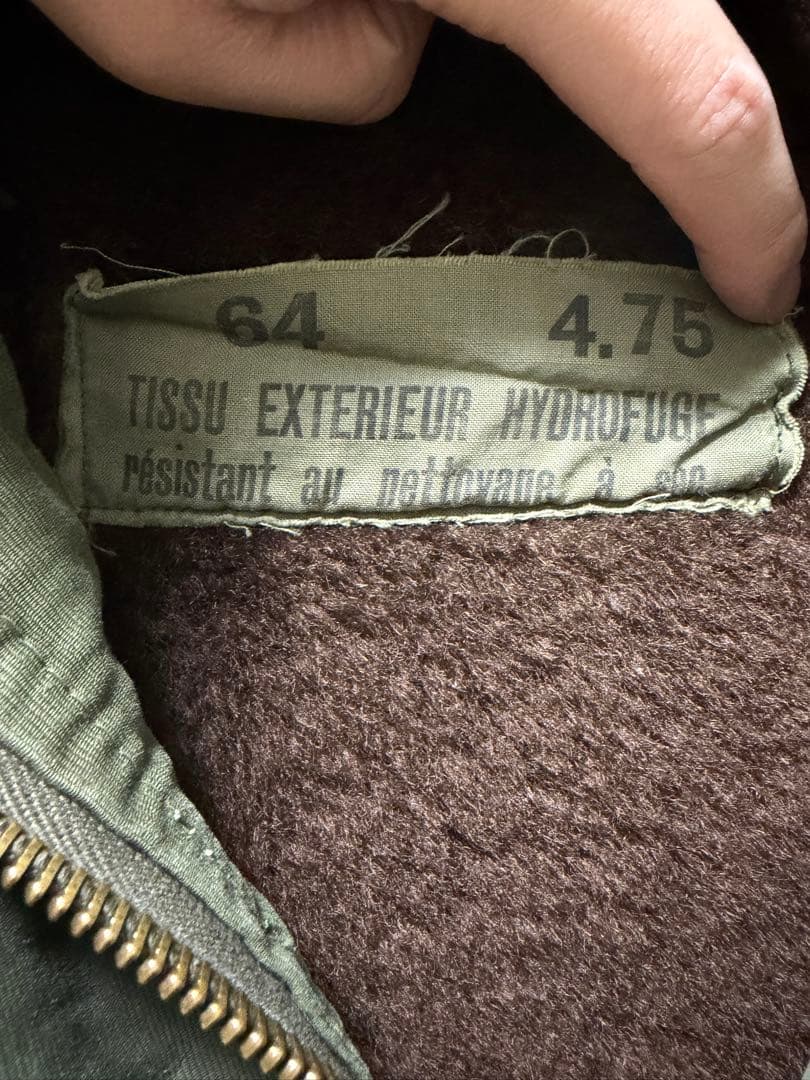 64 4.75
TISSU EXTERIEUR HYDROFUGE
résistant au nettoyage à sec